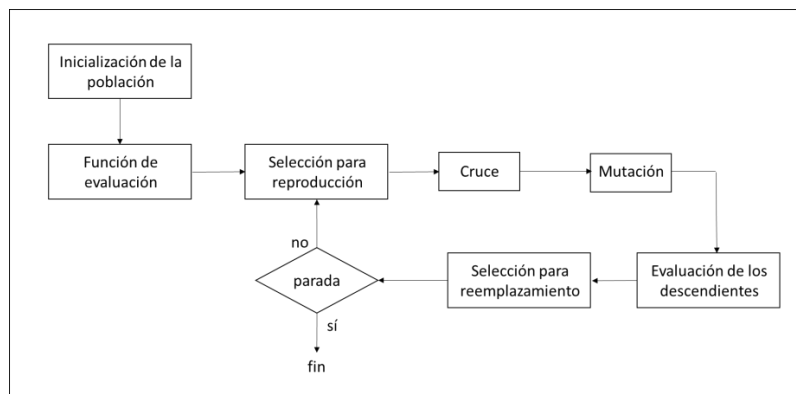 Inicialización de la
población
Función de
evaluación
Selección para
reproducción
Cruce
Mutación
Evaluación de los
descendientes
Selección para
reemplazamiento
parada
no
sí
fin